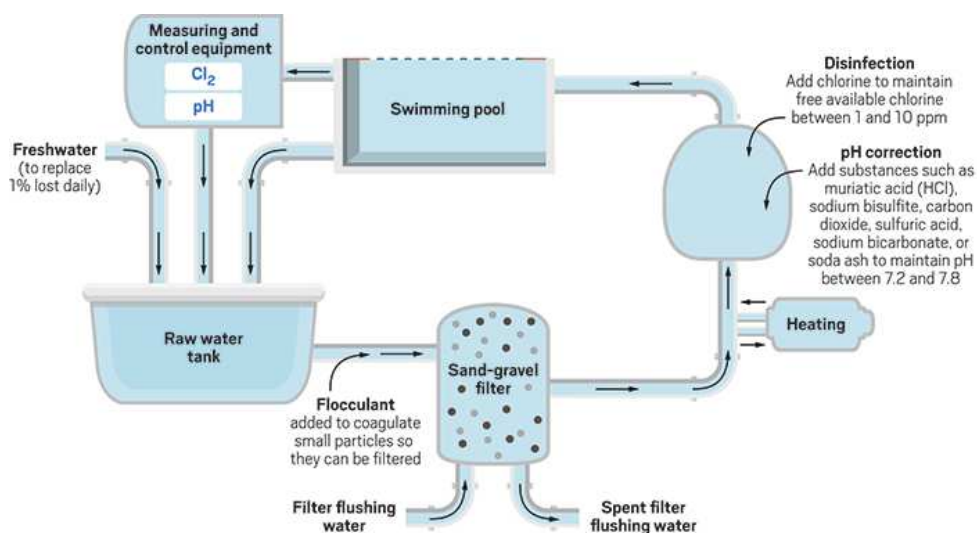 Measuring and
control equipment
Cl₂
pH
Freshwater
(to replace
1% lost daily)
Swimming pool
Disinfection
Add chlorine to maintain
free available chlorine
between 1 and 10 ppm
pH correction
Add substances such as
muriatic acid (HCl),
sodium bisulfite, carbon
dioxide, sulfuric acid,
sodium bicarbonate, or
soda ash to maintain pH
between 7.2 and 7.8
Heating
Raw water
tank
Flocculant
added to coagulate
small particles so
they can be filtered
Sand-gravel
filter
Filter flushing
water
Spent filter
flushing water